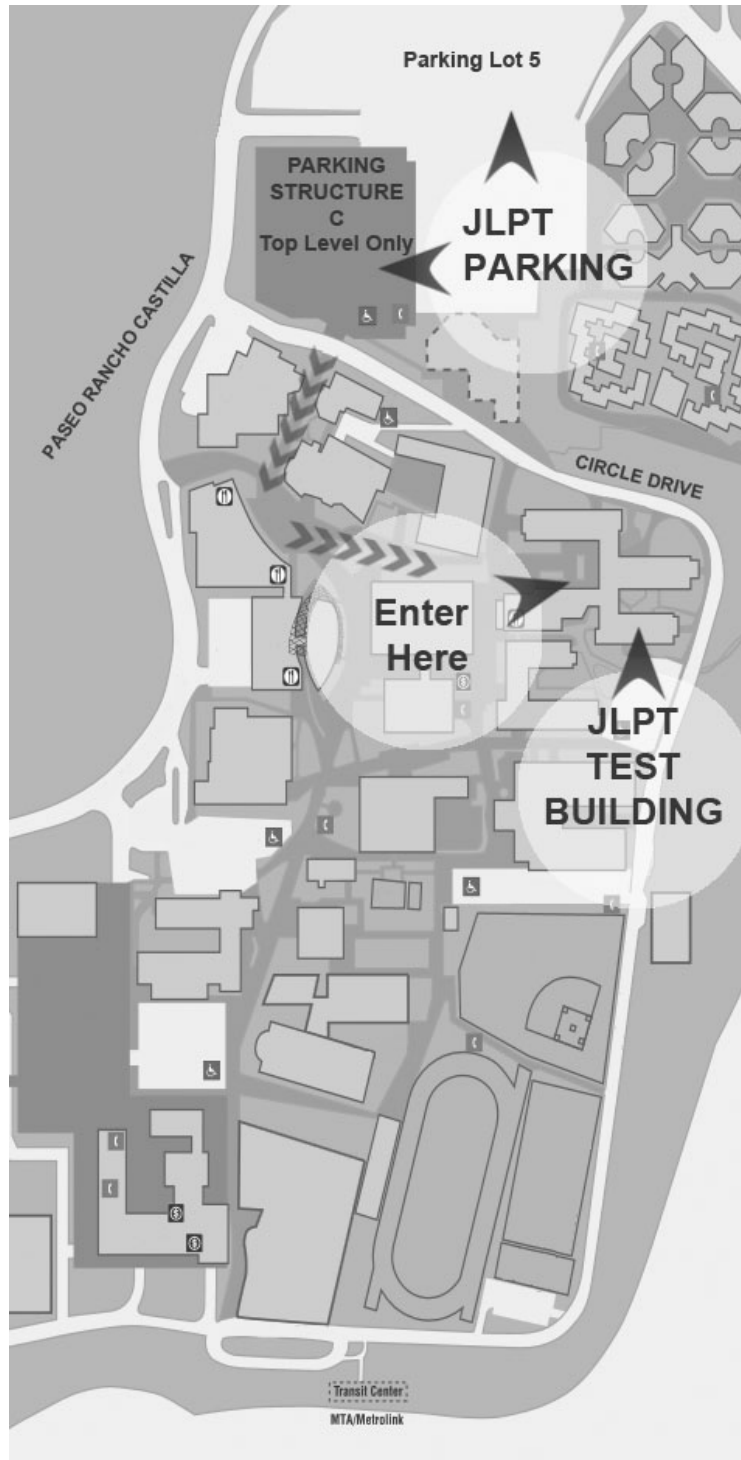 Parking Lot 5
PARKING
STRUCTURE
C
Top Level Only
JLPT
PARKING
PASEO RANCHO CASTILLA
CIRCLE DRIVE
Enter
Here
JLPT
TEST
BUILDING
Transit Center
MTA/Metrolink